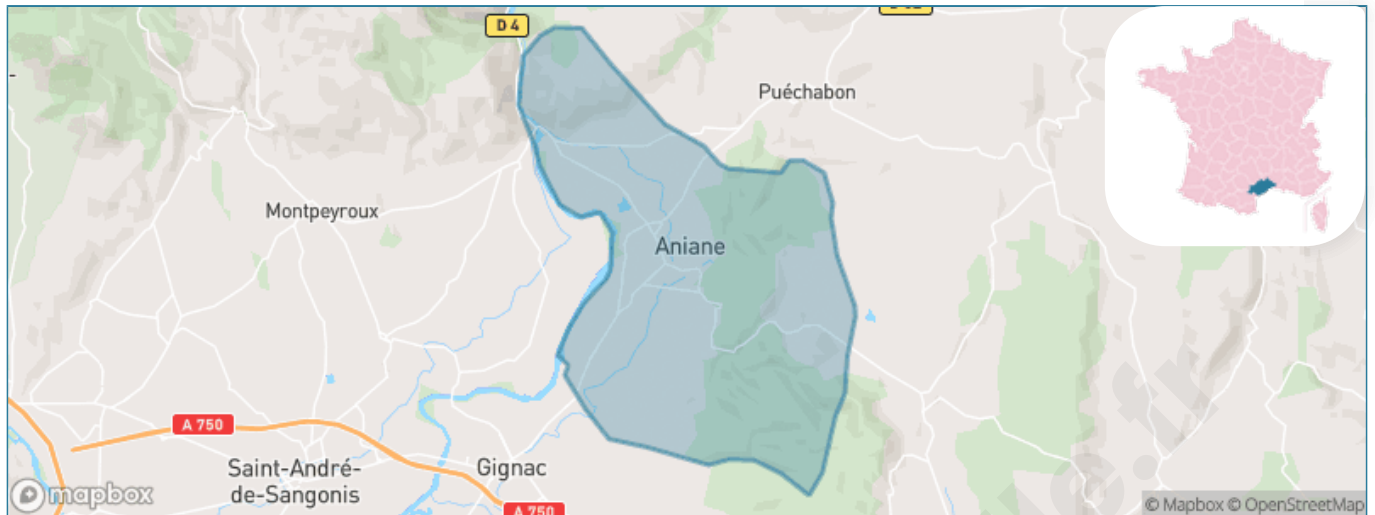 D 4
Puéchabon
Montpeyroux
Aniane
A 750
Saint-André-
de-Sangonis
Gignac
A 750
mapbox
© Mapbox © OpenStreetMap